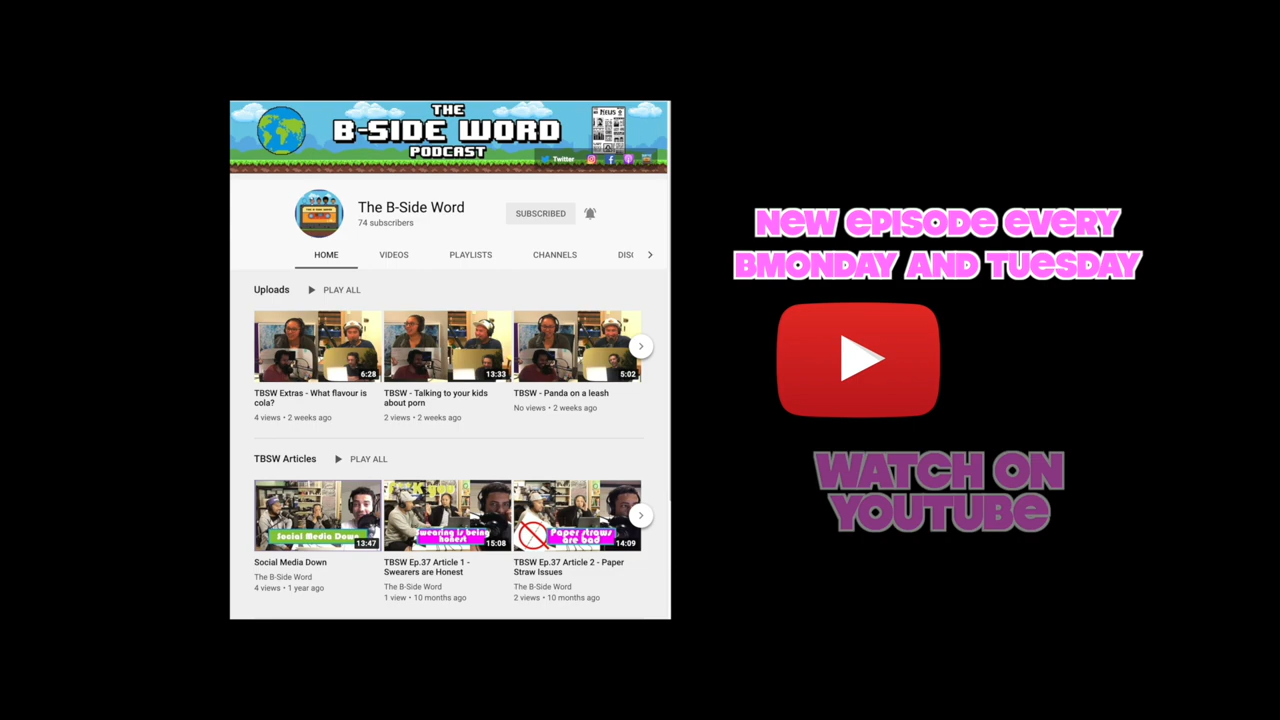 THE
B-SIDE WORD
PODCAST
NEWS
Twitter
The B-Side Word
74 subscribers
SUBSCRIBED
HOME VIDEOS PLAYLISTS CHANNELS DISC
Uploads PLAY ALL
6:28
13:33
5:02
TBSW Extras - What flavour is
cola?
4 views • 2 weeks ago
TBSW - Talking to your kids
about porn
2 views • 2 weeks ago
TBSW - Panda on a leash
No views • 2 weeks ago
TBSW Articles PLAY ALL
Social Media Down
13:47
Swearing is being
honest
15:08
Paper straws
are bad
14:09
Social Media Down
The B-Side Word
4 views • 1 year ago
TBSW Ep.37 Article 1 -
Swearers are Honest
The B-Side Word
1 view • 10 months ago
TBSW Ep.37 Article 2 - Paper
Straw Issues
The B-Side Word
2 views • 10 months ago
New episode every
BMonday and Tuesday
WATCH ON
YOUTUBE